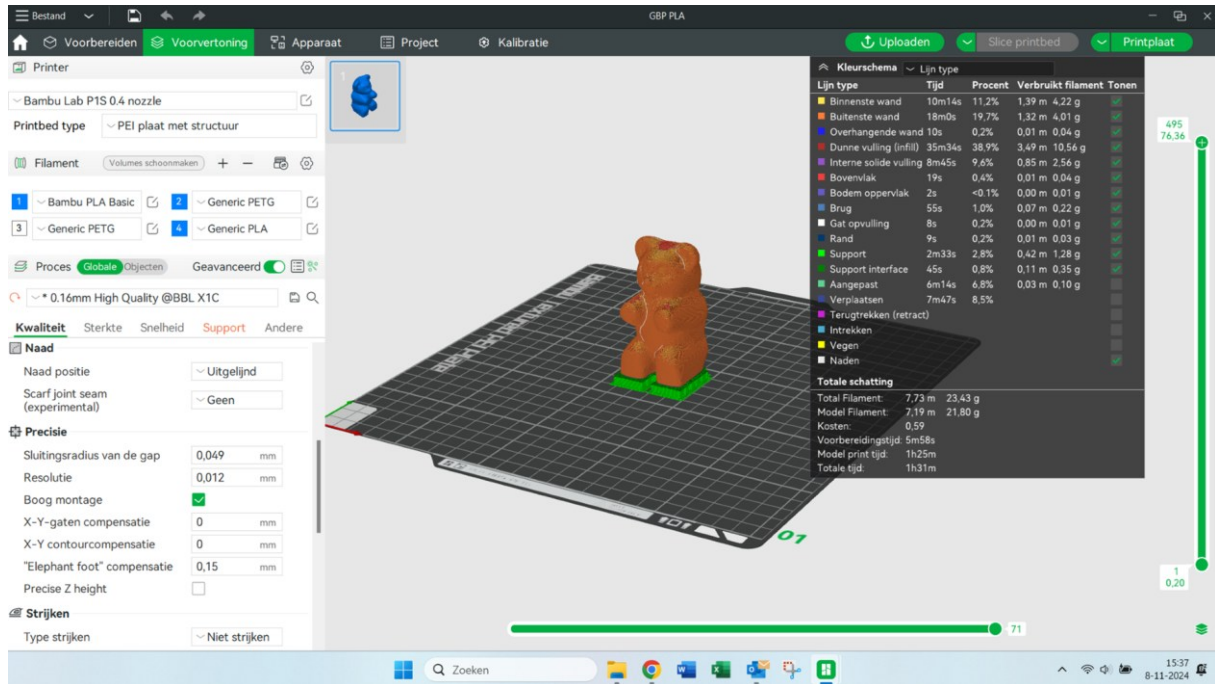 Bestand
GBP PLA
Voorbereiden
Voorvertoning
Apparaat
Project
Kalibratie
Uploaden
Slice printbed
Printplaat
Printer
Bambu Lab P1S 0.4 nozzle
Printbed type
PEI plaat met structuur
Filament
Volumes schoonmaken
1 Bambu PLA Basic
2 Generic PETG
3 Generic PETG
4 Generic PLA
Proces Globale Objecten Geavanceerd
* 0.16mm High Quality @BBL X1C
Kwaliteit Sterkte Snelheid Support Andere
Naad
Naad positie Uitgelijnd
Scarf joint seam
(experimental) Geen
Precisie
Sluitingsradius van de gap 0,049 mm
Resolutie 0,012 mm
Boog montage
X-Y-gaten compensatie 0 mm
X-Y contourcompensatie 0 mm
"Elephant foot" compensatie 0,15 mm
Precise Z height
Strijken
Type strijken Niet strijken
1
Bambu Textured PEI Plate
01
Kleurschema Lijn type
Lijn type Tijd Procent Verbruikt filament Tonen
Binnenste wand 10m14s 11,2% 1,39 m 4,22 g
Buitenste wand 18m0s 19,7% 1,32 m 4,01 g
Overhangende wand 10s 0,2% 0,01 m 0,04 g
Dunne vulling (infill) 35m34s 38,9% 3,49 m 10,56 g
Interne solide vulling 8m45s 9,6% 0,85 m 2,56 g
Bovenvlak 19s 0,4% 0,01 m 0,04 g
Bodem oppervlak 2s <0.1% 0,00 m 0,01 g
Brug 55s 1,0% 0,07 m 0,22 g
Gat opvulling 8s 0,2% 0,00 m 0,01 g
Rand 9s 0,2% 0,01 m 0,03 g
Support 2m33s 2,8% 0,42 m 1,28 g
Support interface 45s 0,8% 0,11 m 0,35 g
Aangepast 6m14s 6,8% 0,03 m 0,10 g
Verplaatsen 7m47s 8,5%
Terugtrekken (retract)
Intrekken
Vegen
Naden
Totale schatting
Total Filament: 7,73 m 23,43 g
Model Filament: 7,19 m 21,80 g
Kosten: 0,59
Voorbereidingstijd: 5m58s
Model print tijd: 1h25m
Totale tijd: 1h31m
495
76,36
1
0,20
71
Zoeken
15:37
8-11-2024